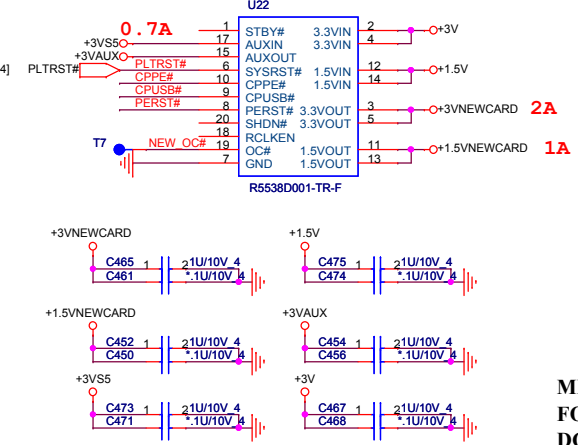 U22
0.7A
1 STBY# 3.3VIN 2 +3V
+3VS5 17 AUXIN 3.3VIN 4
+3VAUX 15 AUXOUT
4] PLTRST# PLTRST# 6 SYSRST# 1.5VIN 12 +1.5V
CPPE# 10 CPPE# 1.5VIN 14
CPUSB# 9 CPUSB#
PERST# 8 PERST# 3.3VOUT 3 +3VNEWCARD 2A
20 SHDN# 3.3VOUT 5
18 RCLKEN
T7 NEW_OC# 19 OC# 1.5VOUT 11 +1.5VNEWCARD 1A
7 GND 1.5VOUT 13
R5538D001-TR-F
+3VNEWCARD +1.5V
C465 1 2 1U/10V_4 C475 1 2 1U/10V_4
C461 *.1U/10V_4 C474 *.1U/10V_4
+1.5VNEWCARD +3VAUX
C452 1 2 1U/10V_4 C454 1 2 1U/10V_4
C450 *.1U/10V_4 C456 *.1U/10V_4
+3VS5 +3V
C473 1 2 1U/10V_4 C467 1 2 1U/10V_4
C471 *.1U/10V_4 C468 *.1U/10V_4